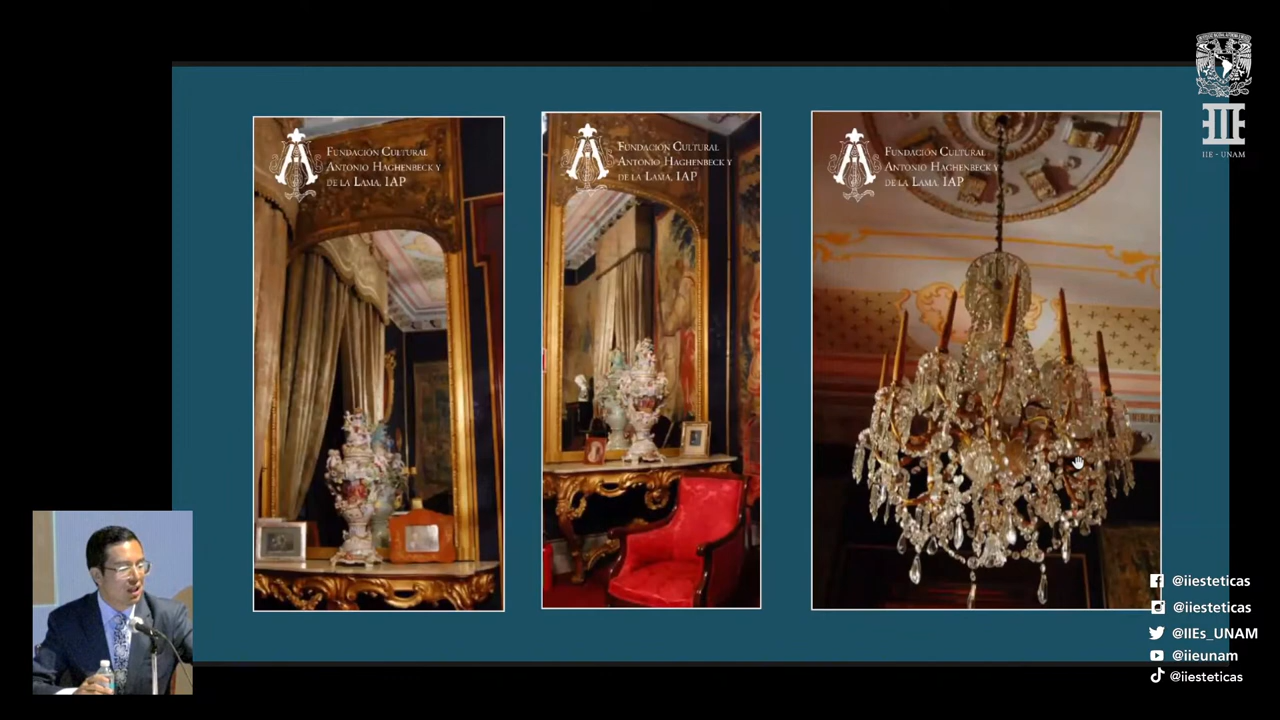 FUNDACIÓN CULTURAL
ANTONIO HAGHENBECK Y
DE LA LAMA, IAP
FUNDACIÓN CULTURAL
ANTONIO HAGHENBECK Y
DE LA LAMA, IAP
FUNDACIÓN CULTURAL
ANTONIO HAGHENBECK Y
DE LA LAMA, IAP
IIE - UNAM
@iiesteticas
@iiesteticas
@IIEs_UNAM
@iieunam
@iiesteticas